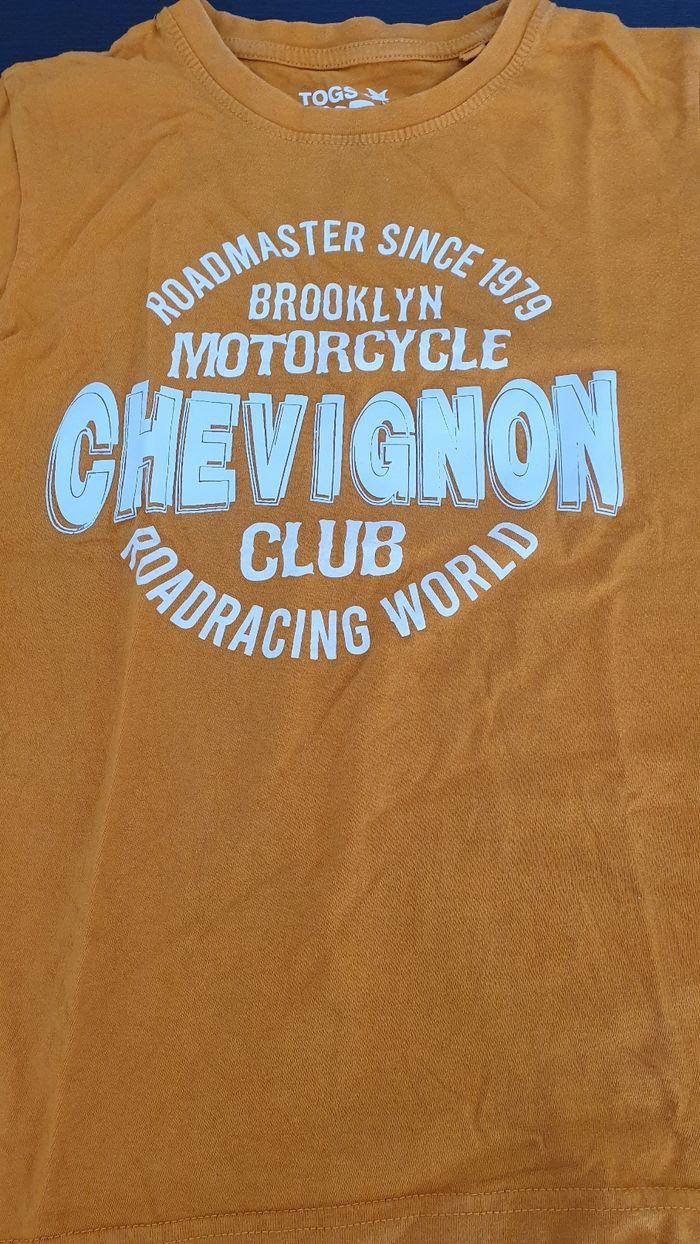 TOGS
ROADMASTER SINCE 1979
BROOKLYN
MOTORCYCLE
CHEVIGNON
CLUB
ROADRACING WORLD